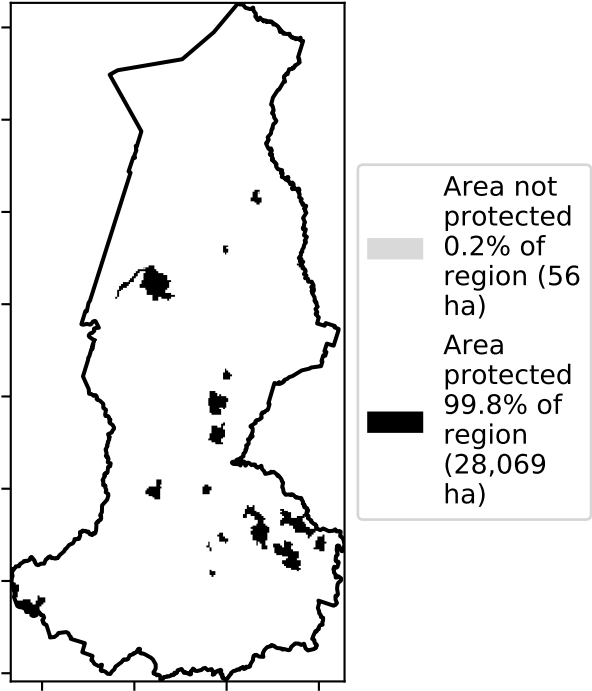 Area not
protected
0.2% of
region (56
ha)
Area
protected
99.8% of
region
(28,069
ha)